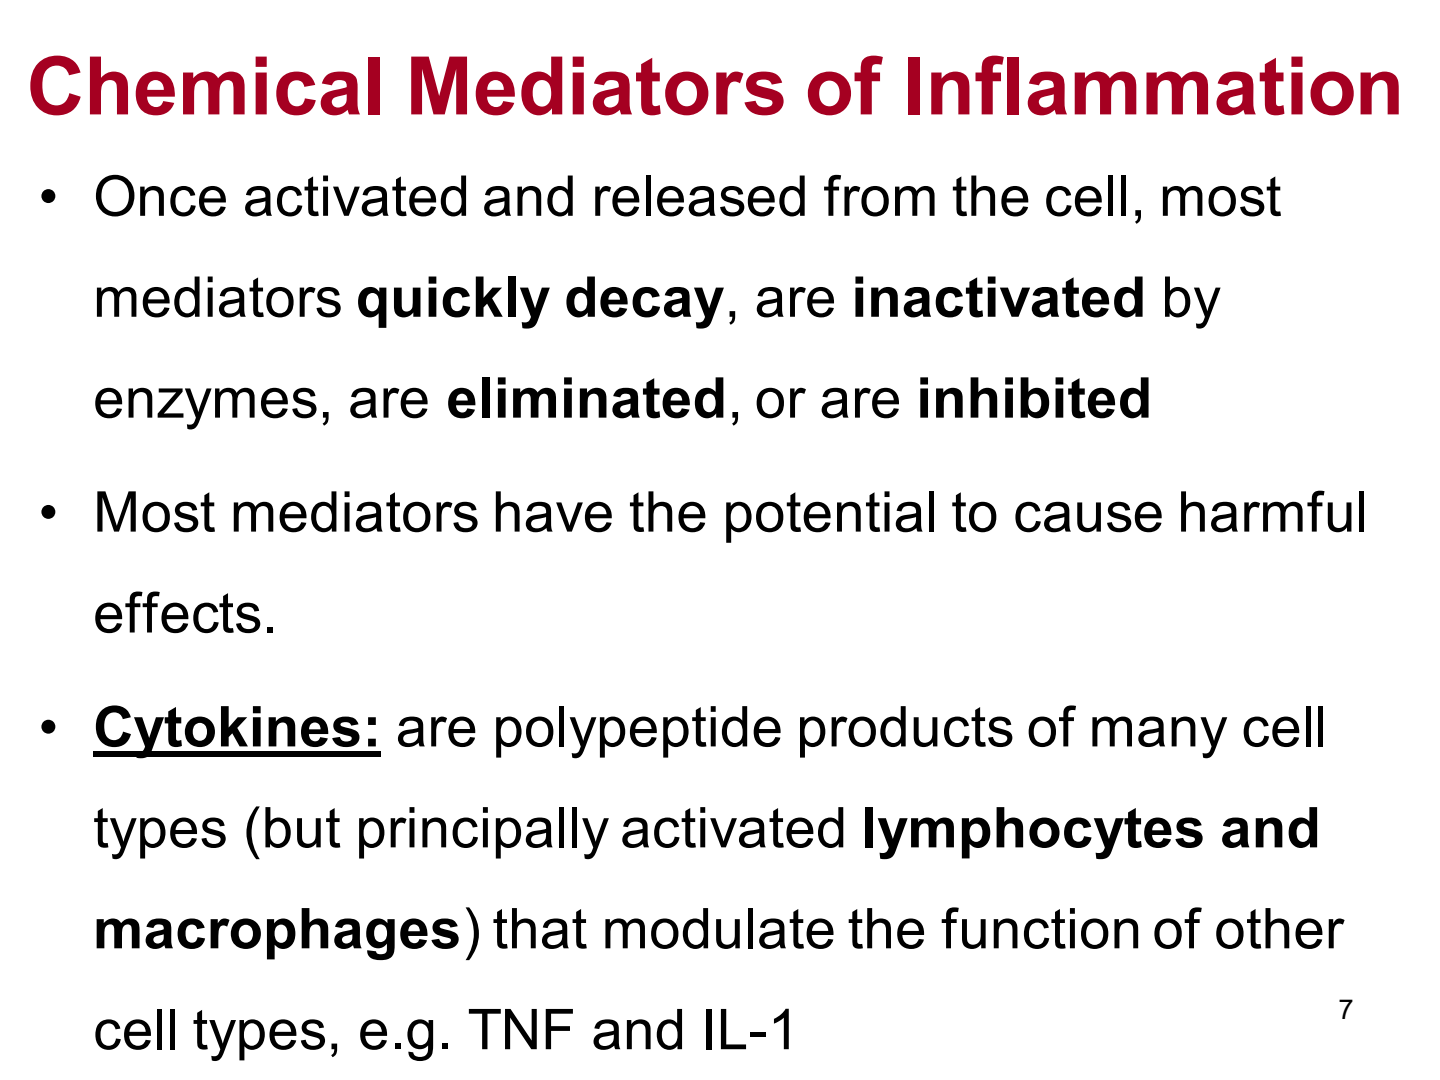 Chemical Mediators of Inflammation
• Once activated and released from the cell, most
mediators quickly decay, are inactivated by
enzymes, are eliminated, or are inhibited
• Most mediators have the potential to cause harmful
effects.
• Cytokines: are polypeptide products of many cell
types (but principally activated lymphocytes and
macrophages) that modulate the function of other
cell types, e.g. TNF and IL-1
7